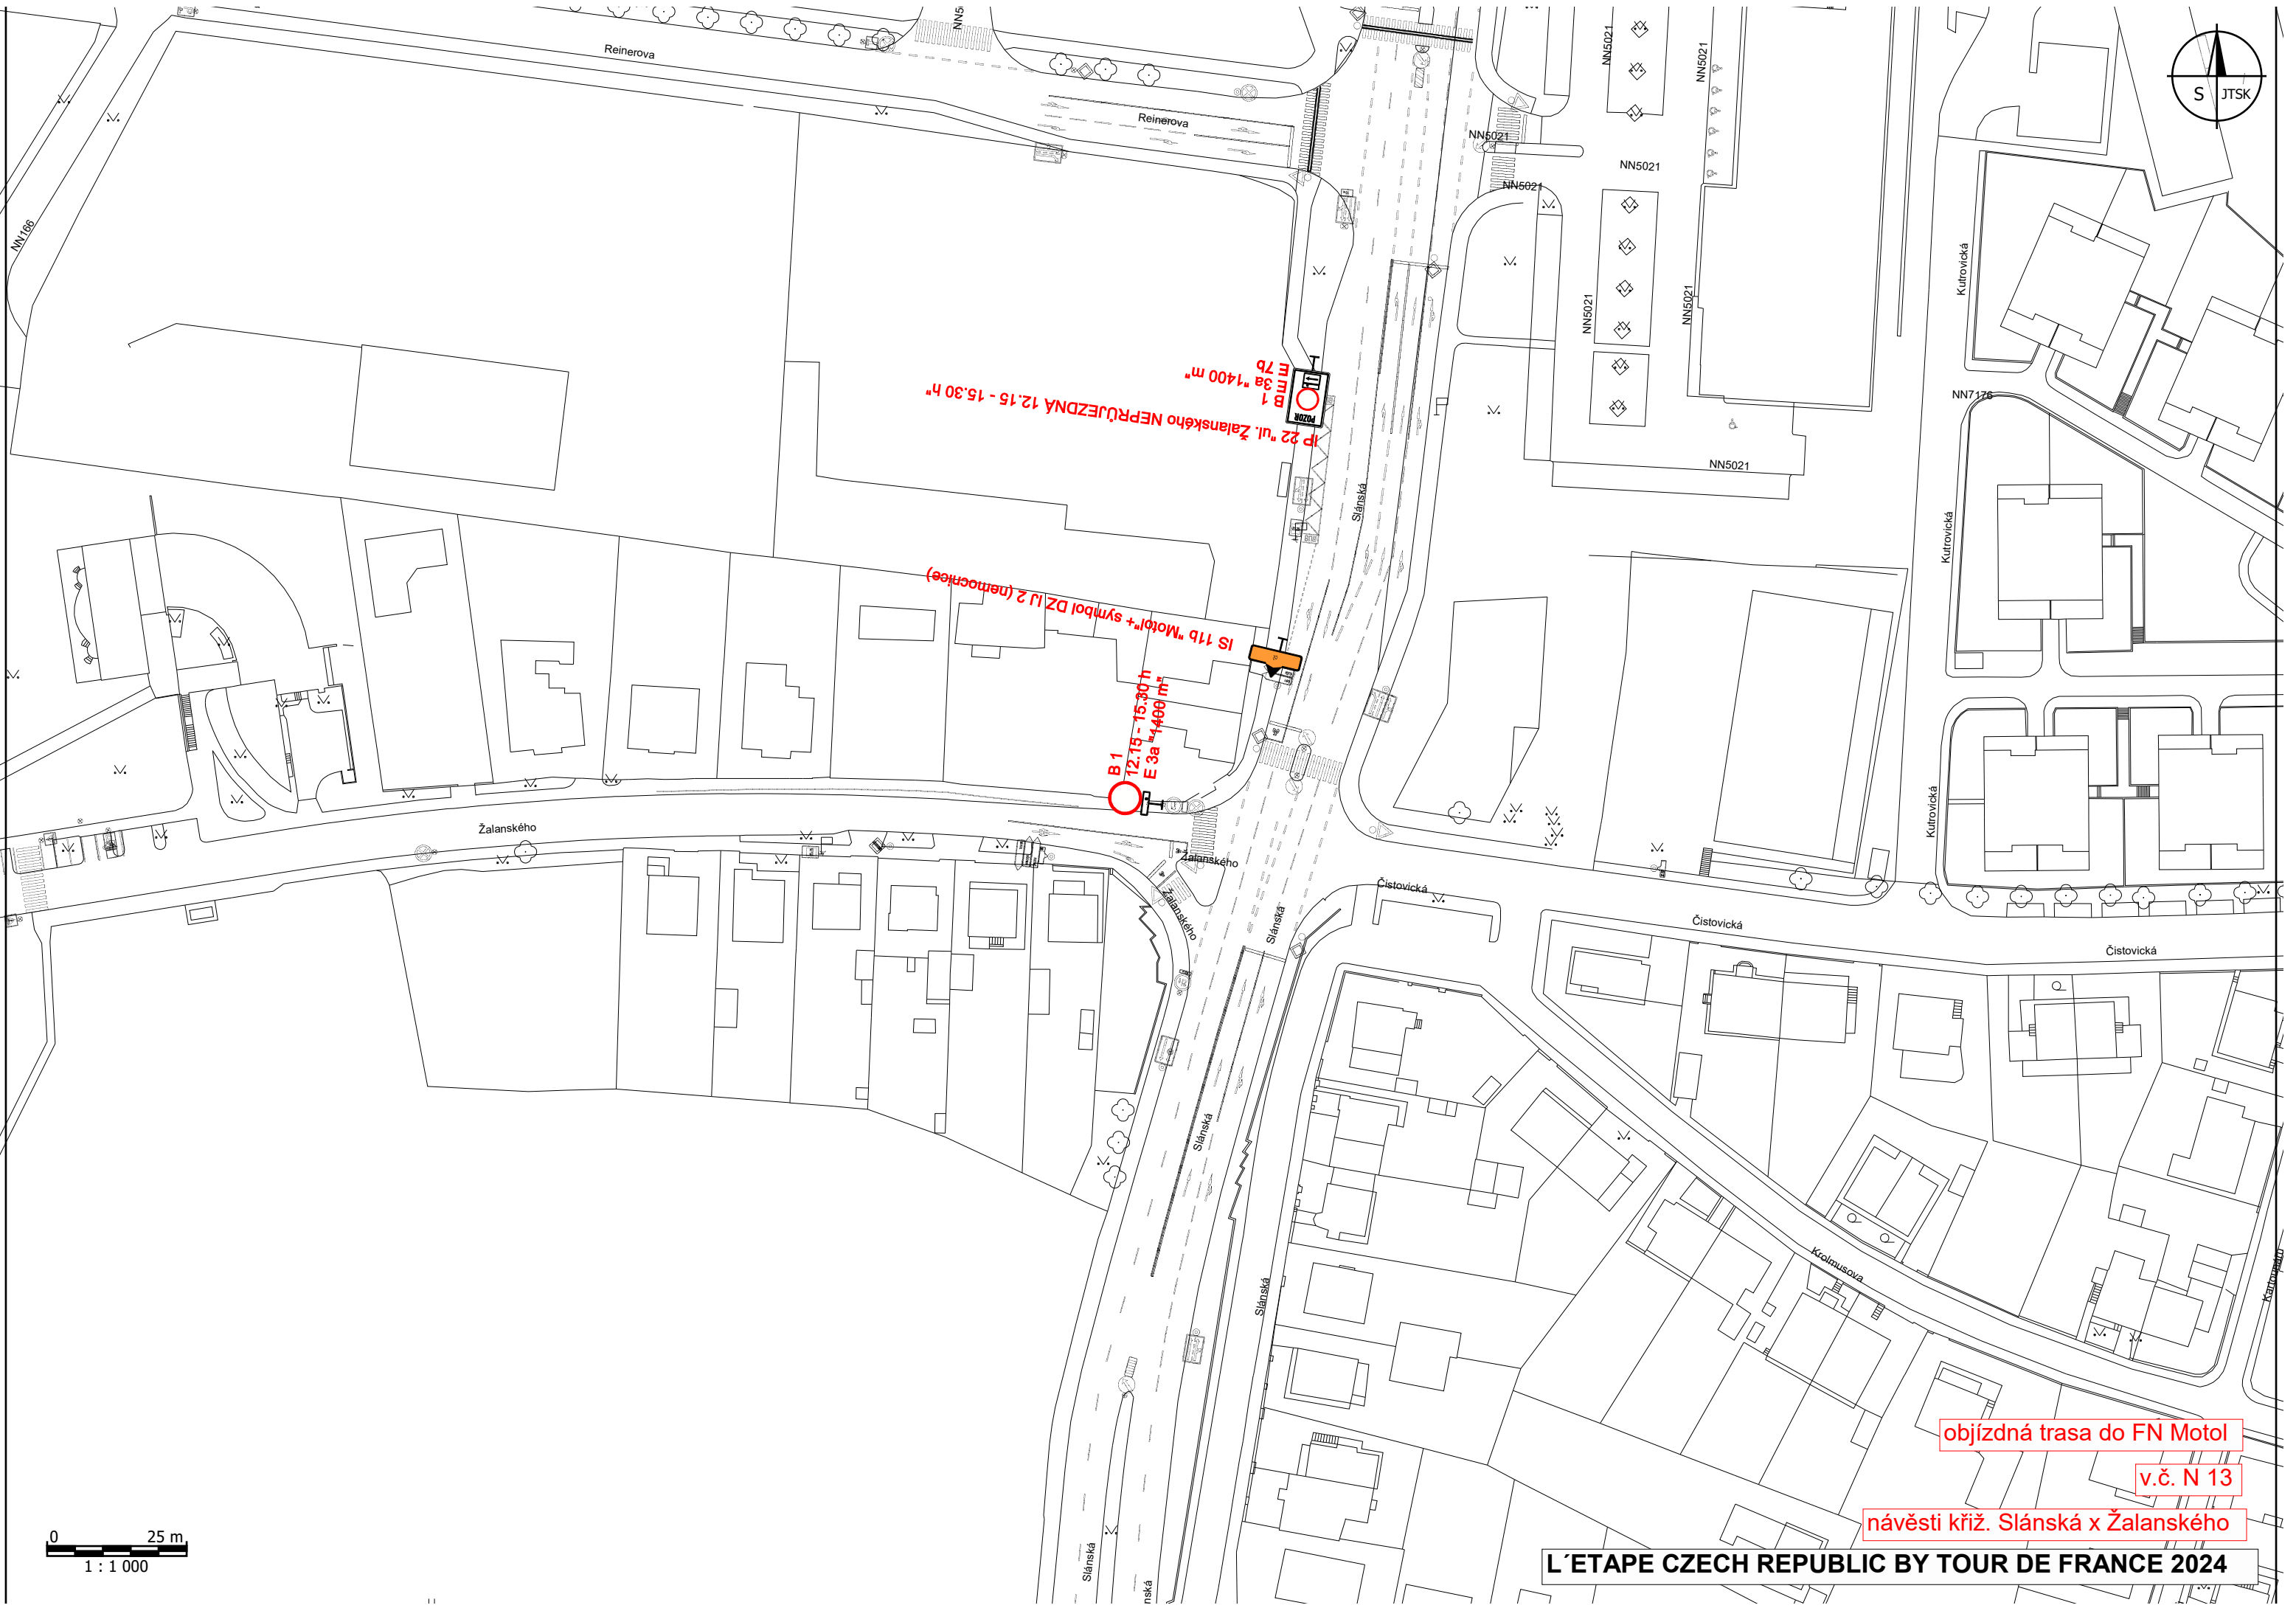 Reinerova
NN5
Reinerova
NN166
NN5021
NN5021
NN5021
NN5021
NN5021
NN5021
NN5021
NN5021
S JTSK
Kutrovická
NN7176
Kutrovická
Kutrovická
E 7b
E 3a "1400 m"
B 1
POZOR
IP 22 "ul. Žalanského NEPRŮJEZDNÁ 12.15 - 15.30 h"
Slánská
IS 11b "Motol"+ symbol DZ IJ 2 (nemocnice)
B 1
12.15 - 15.30 h
E 3a "1400 m"
Žalanského
Žalanského
Žalanského
Slánská
Čistovická
Čistovická
Čistovická
Slánská
Slánská
Krolmusova
Slánská
objízdná trasa do FN Motol
v.č. N 13
návěsti křiž. Slánská x Žalanského
L´ETAPE CZECH REPUBLIC BY TOUR DE FRANCE 2024
0 25 m
1 : 1 000